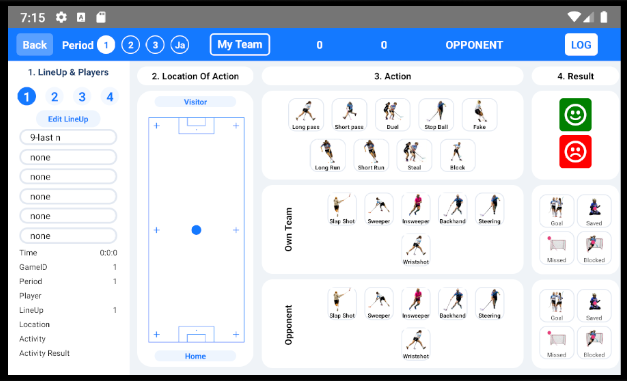 7:15
Back Period 1 2 3 Ja My Team 0 0 OPPONENT LOG
1. LineUp & Players
1 2 3 4
Edit LineUp
9-last n
none
none
none
none
none
Time 0:0:0
GameID 1
Period 1
Player
LineUp 1
Location
Activity
Activity Result
2. Location Of Action
Visitor
Home
3. Action
Long pass Short pass Duel Stop Ball Fake
Long Run Short Run Steal Block
Own Team
Slap Shot Sweeper Insweeper Backhand Steering
Wristshot
Opponent
Slap Shot Sweeper Insweeper Backhand Steering
Wristshot
4. Result
Goal Saved
Missed Blocked
Goal Saved
Missed Blocked